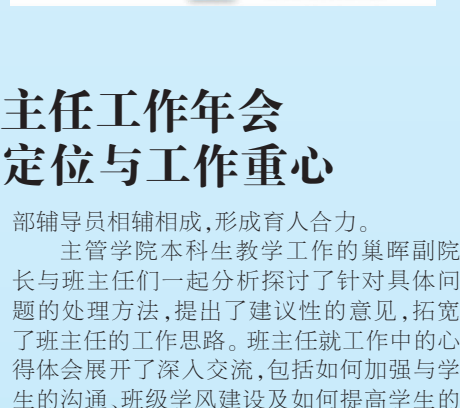 主任工作年会
定位与工作重心
部辅导员相辅相成,形成育人合力。
主管学院本科生教学工作的巢晖副院
长与班主任们一起分析探讨了针对具体问
题的处理方法,提出了建议性的意见,拓宽
了班主任的工作思路。班主任就工作中的心
得体会展开了深入交流,包括如何加强与学
生的沟通、班级学风建设及如何提高学生的